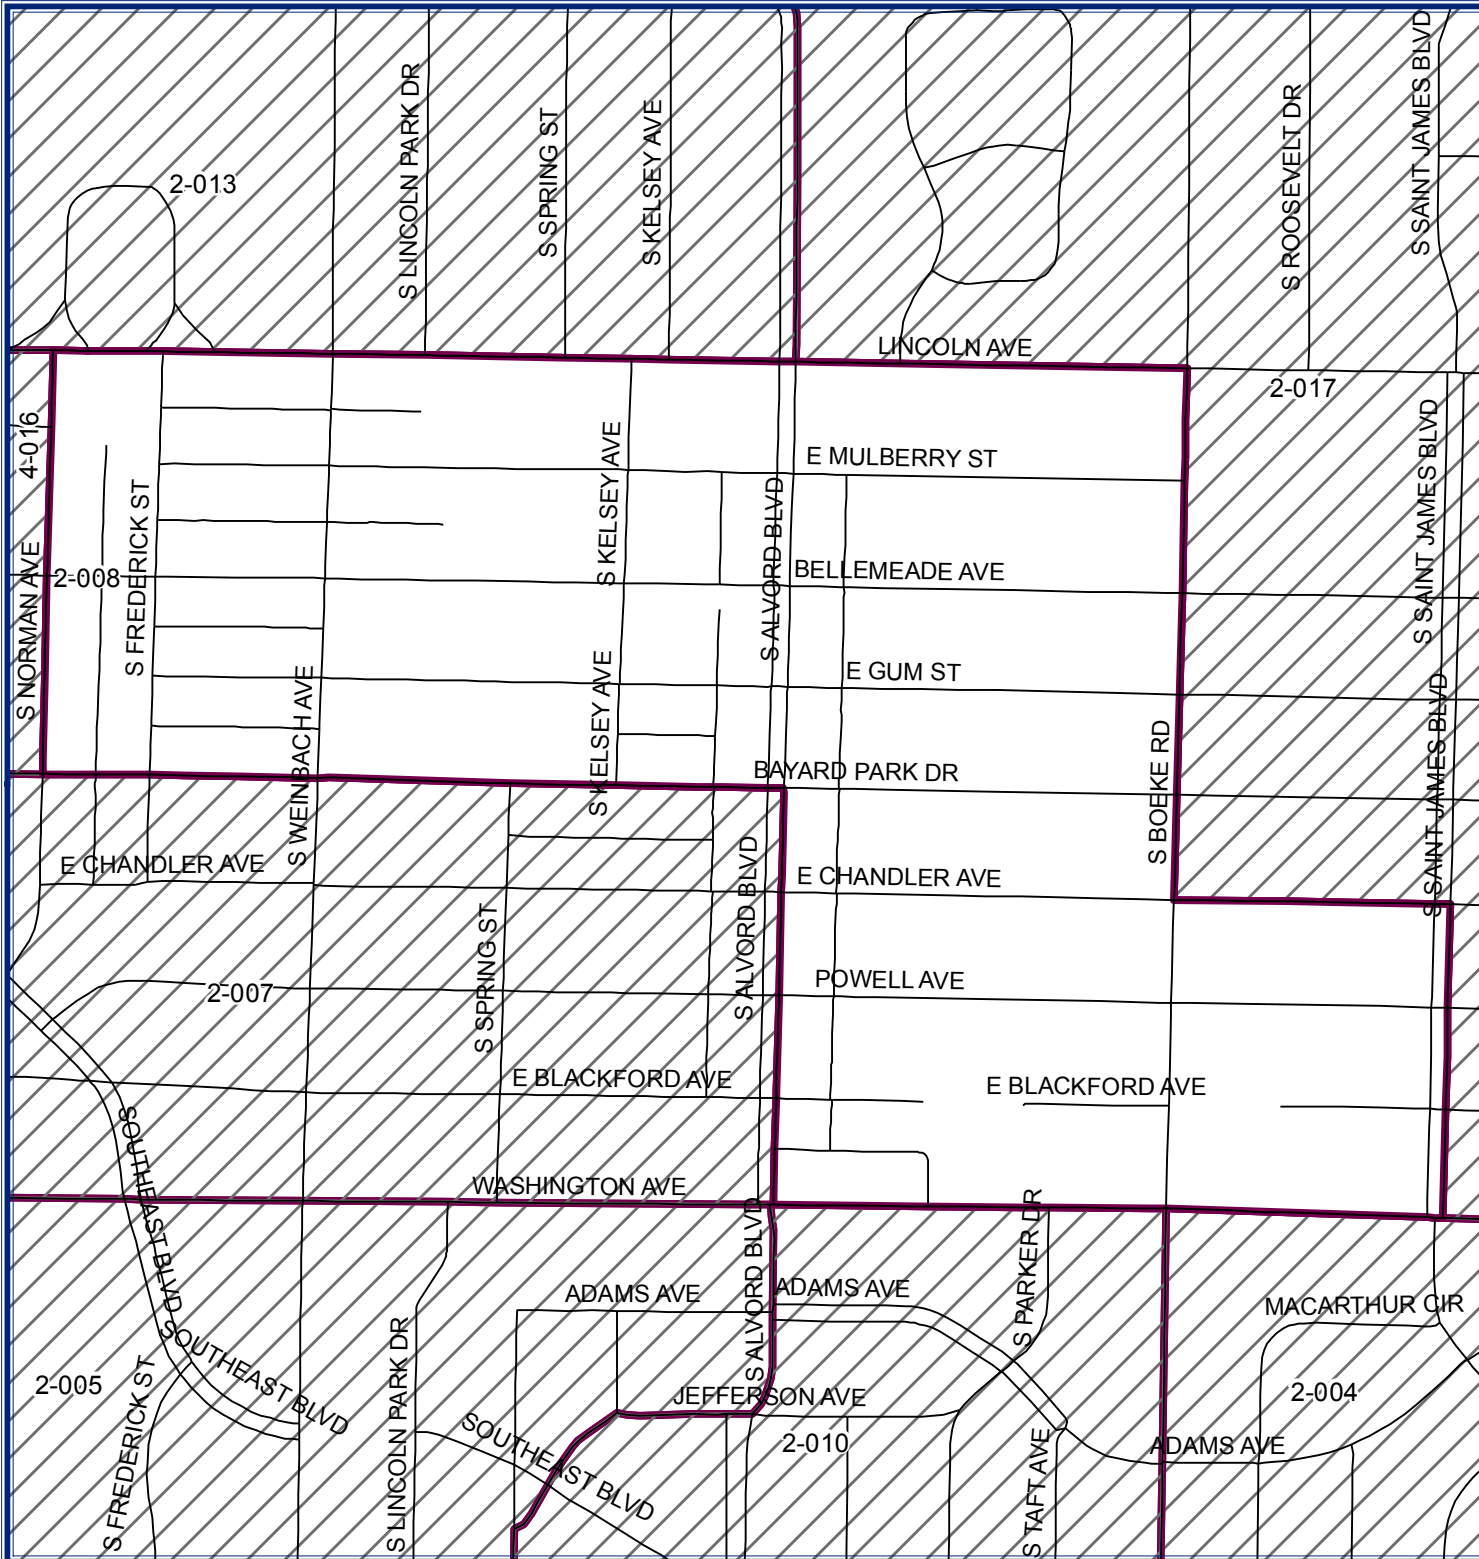 S LINCOLN PARK DR
S SPRING ST
S KELSEY AVE
S ROOSEVELT DR
S SAINT JAMES BLVD
2-013
LINCOLN AVE
2-017
4-016
S FREDERICK ST
S KELSEY AVE
E MULBERRY ST
S ALVORD BLVD
S SAINT JAMES BLVD
S NORMAN AVE
2-008
BELLEMEADE AVE
E GUM ST
S WEINBACH AVE
S KELSEY AVE
BAYARD PARK DR
S BOEKE RD
S SAINT JAMES BLVD
E CHANDLER AVE
E CHANDLER AVE
S ALVORD BLVD
S SPRING ST
2-007
POWELL AVE
E BLACKFORD AVE
E BLACKFORD AVE
SOUTHEAST BLVD
WASHINGTON AVE
S ALVORD BLVD
S PARKER DR
ADAMS AVE
ADAMS AVE
MACARTHUR CIR
SOUTHEAST BLVD
S LINCOLN PARK DR
2-005
S FREDERICK ST
JEFFERSON AVE
2-004
SOUTHEAST BLVD
2-010
S TAFT AVE
ADAMS AVE